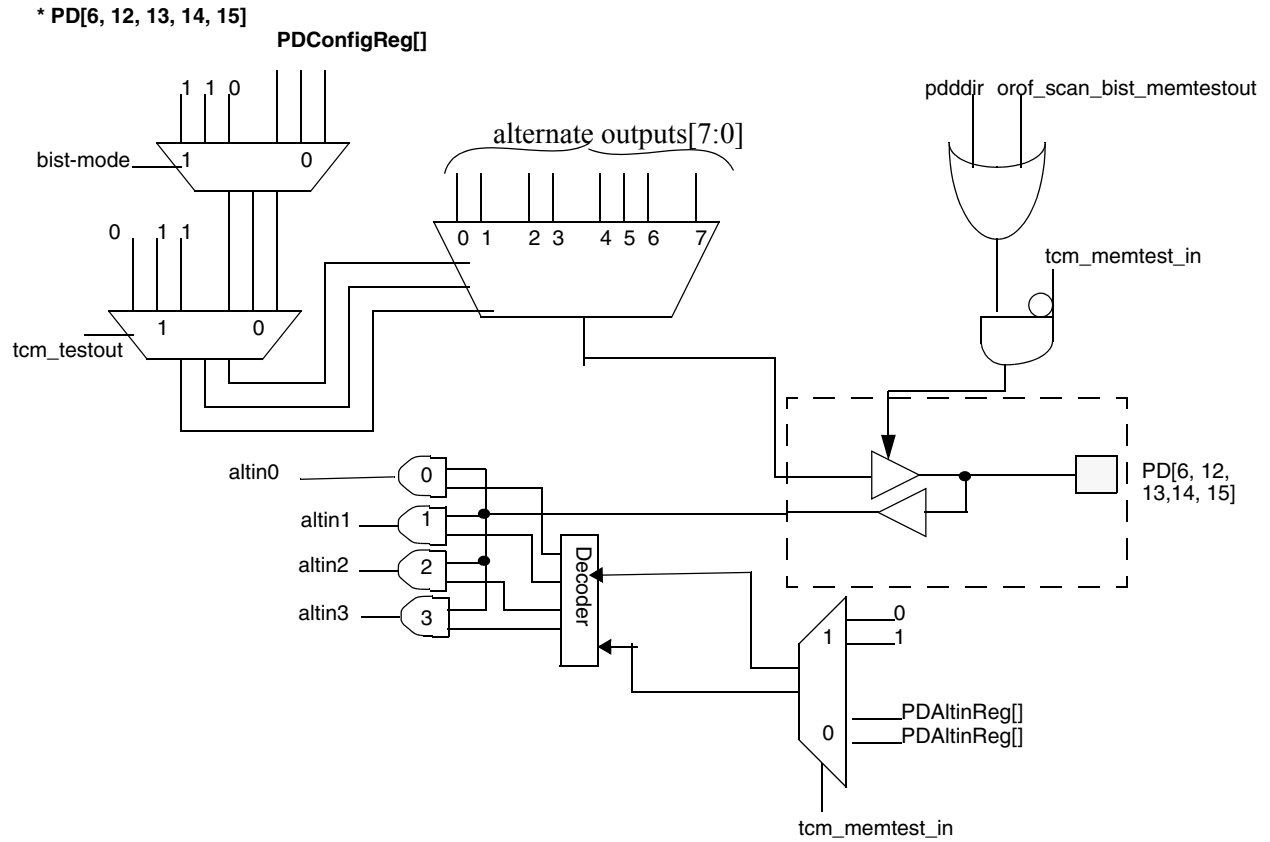 * PD[6, 12, 13, 14, 15]
PDConfigReg[]
1 1 0
pdddir orof_scan_bist_memtestout
alternate outputs[7:0]
bist-mode
1 0
0 1 1
0 1 2 3 4 5 6 7
tcm_memtest_in
1 0
tcm_testout
altin0
0
PD[6, 12,
13,14, 15]
altin1
1
altin2
2
altin3
3
Decoder
0
1
1
PDAltinReg[]
0
PDAltinReg[]
tcm_memtest_in